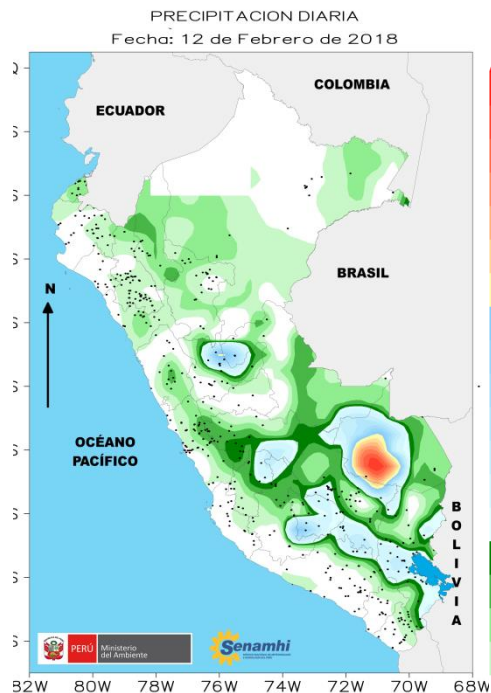 PRECIPITACION DIARIA
Fecha: 12 de Febrero de 2018
COLOMBIA
ECUADOR
BRASIL
N
OCÉANO
PACÍFICO
BOLIVIA
PERÚ Ministerio
del Ambiente
Senamhi
82W 80W 78W 76W 74W 72W 70W 68W